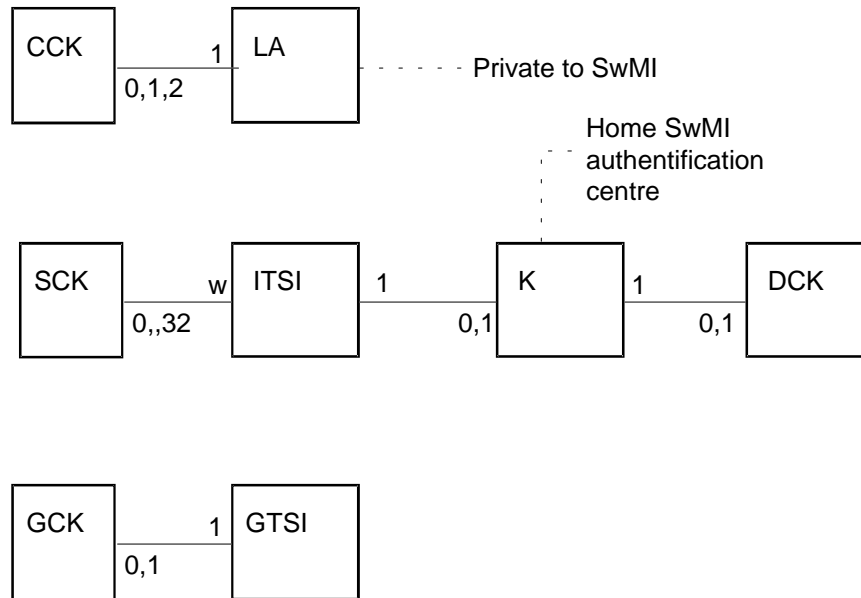 CCK
1
LA
0,1,2
Private to SwMI
Home SwMI
authentification
centre
SCK
w
0,,32
ITSI
1
0,1
K
1
0,1
DCK
GCK
1
0,1
GTSI